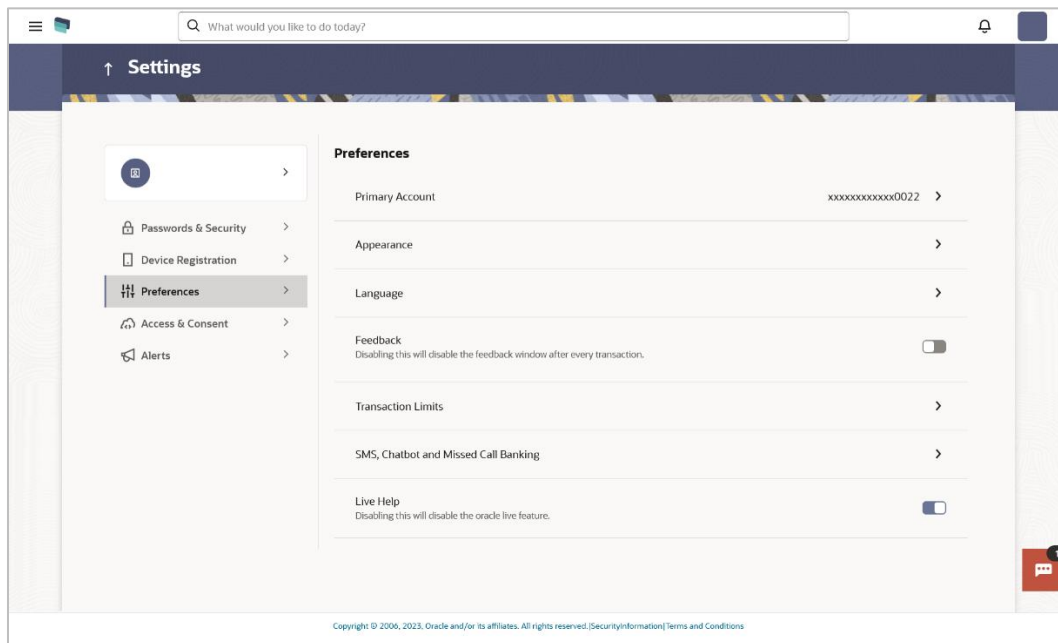 What would you like to do today?
↑ Settings
Preferences
Primary Account xxxxxxxxxxxx0022
Passwords & Security
Appearance
Device Registration
Preferences
Language
Access & Consent
Feedback
Disabling this will disable the feedback window after every transaction.
Alerts
Transaction Limits
SMS, Chatbot and Missed Call Banking
Live Help
Disabling this will disable the oracle live feature.
Copyright © 2006, 2023, Oracle and/or its affiliates. All rights reserved.|SecurityInformation|Terms and Conditions